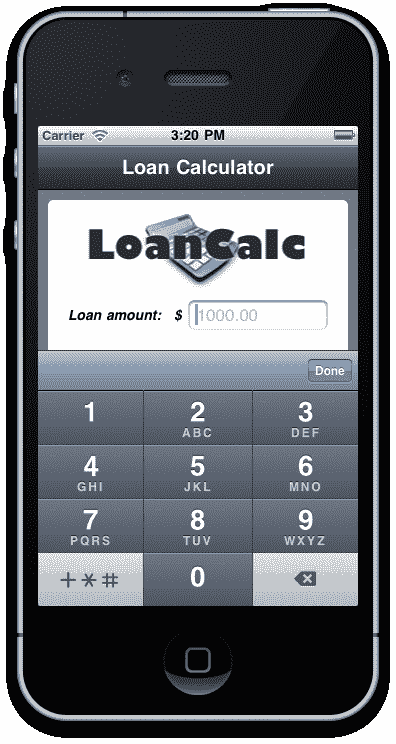 Carrier 3:20 PM
Loan Calculator
LoanCalc
Loan amount: $ 1000.00
Done
1 2 3
ABC DEF
4 5 6
GHI JKL MNO
7 8 9
PQRS TUV WXYZ
+*# 0